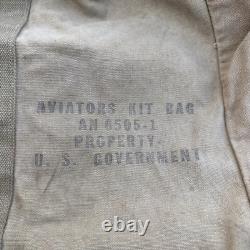 AVIATORS KIT BAG
AN 6505-1
PROPERTY-
U. S. GOVERNMENT